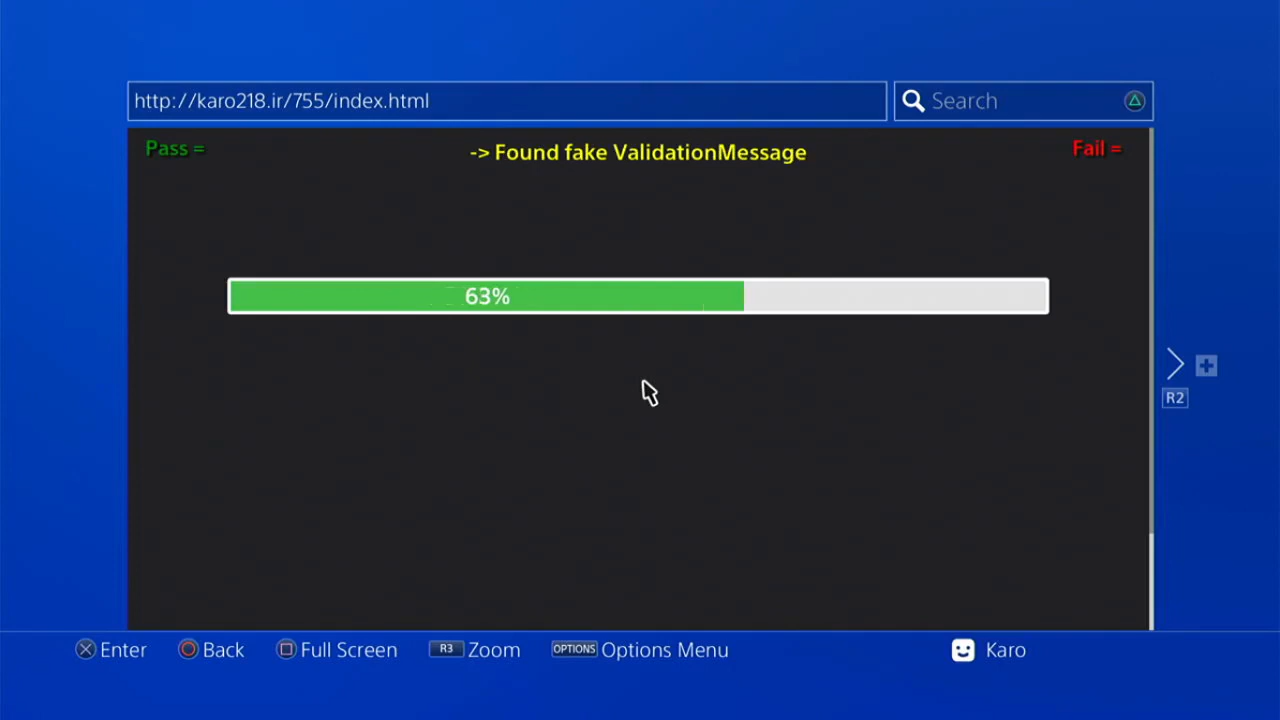 http://karo218.ir/755/index.html
Search
Pass =
-> Found fake ValidationMessage
Fail =
63%
R2
Enter
Back
Full Screen
R3 Zoom
OPTIONS Options Menu
Karo